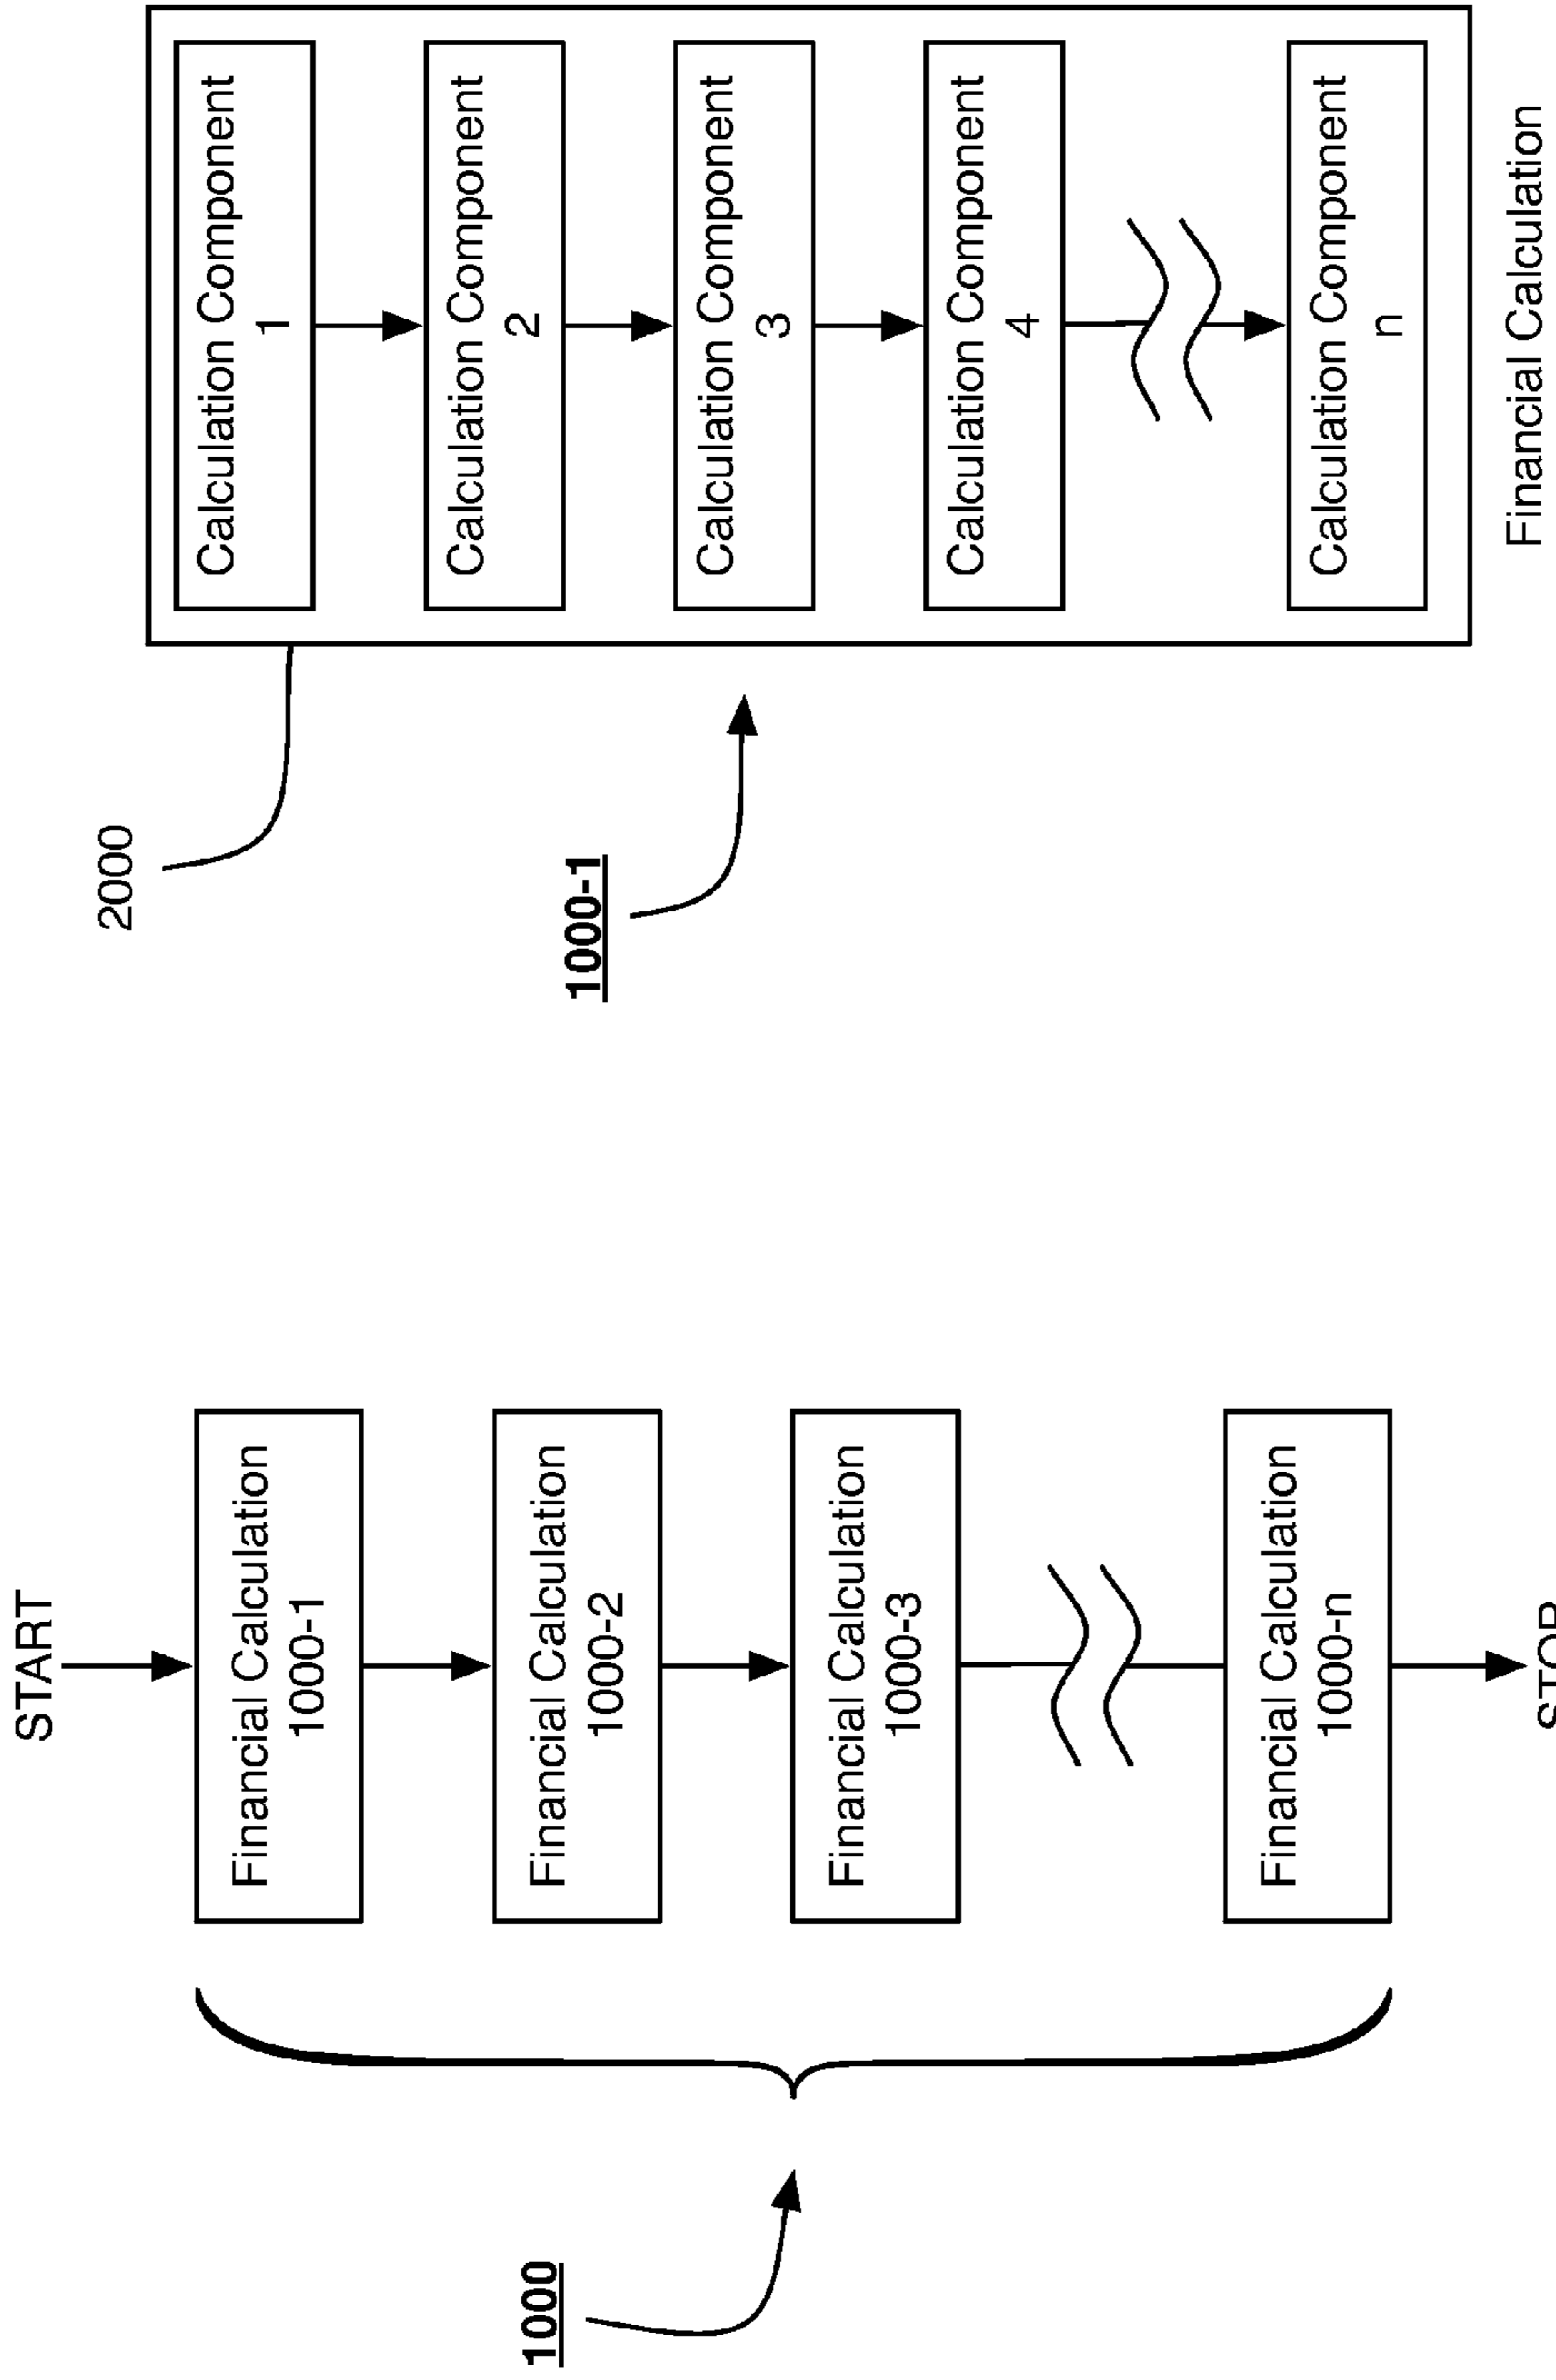 START
Financial Calculation
1000-1
Financial Calculation
1000-2
Financial Calculation
1000-3
Financial Calculation
1000-n
STOP
1000
2000
1000-1
Calculation Component
1
Calculation Component
2
Calculation Component
3
Calculation Component
4
Calculation Component
n
Financial Calculation